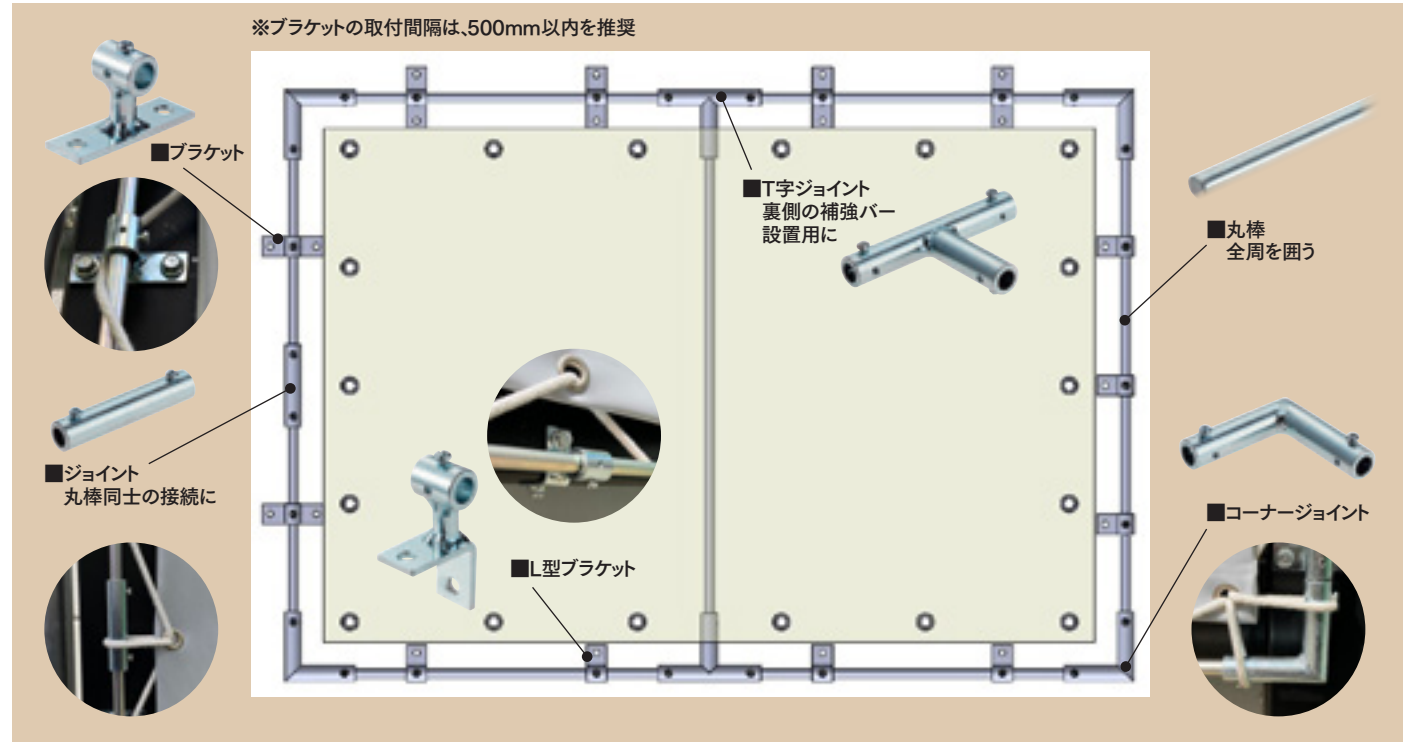 ※ブラケットの取付間隔は、500mm以内を推奨
■ブラケット
■T字ジョイント
裏側の補強バー
設置用に
■丸棒
全周を囲う
■ジョイント
丸棒同士の接続に
■L型ブラケット
■コーナージョイント